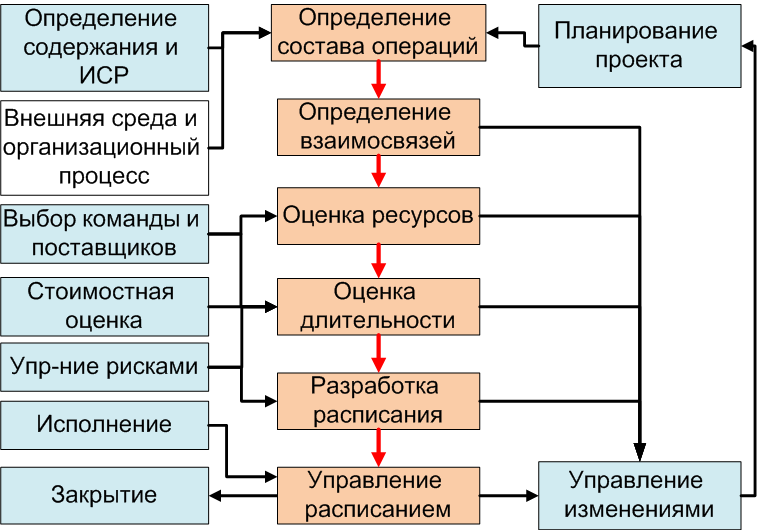 Определение
содержания и
ИСР
Внешняя среда и
организационный
процесс
Выбор команды и
поставщиков
Стоимостная
оценка
Упр-ние рисками
Исполнение
Закрытие
Определение
состава операций
Определение
взаимосвязей
Оценка ресурсов
Оценка
длительности
Разработка
расписания
Управление
расписанием
Планирование
проекта
Управление
изменениями